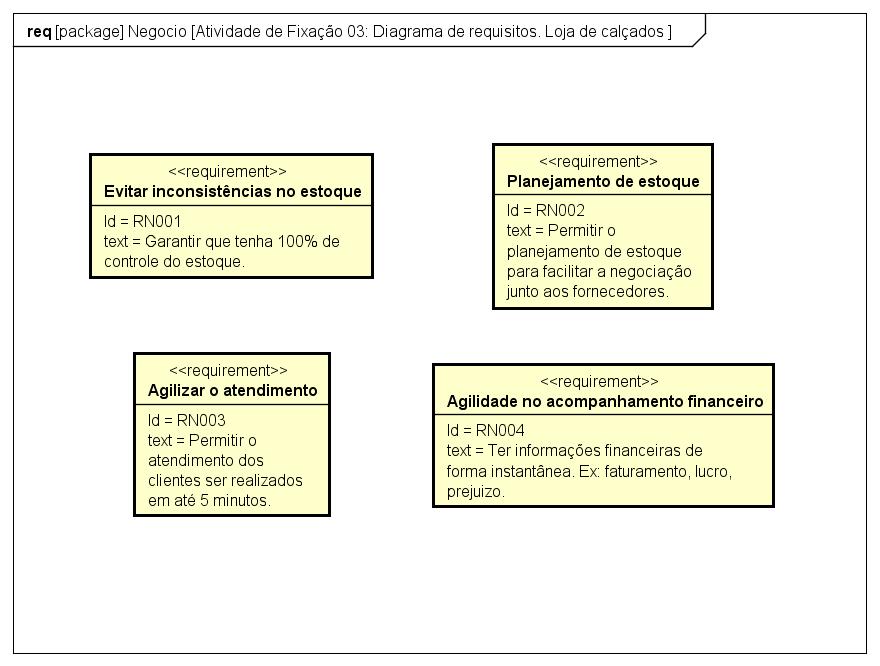 req [package] Negocio [Atividade de Fixação 03: Diagrama de requisitos. Loja de calçados ]
<<requirement>>
Evitar inconsistências no estoque
Id = RN001
text = Garantir que tenha 100% de
controle do estoque.
<<requirement>>
Planejamento de estoque
Id = RN002
text = Permitir o
planejamento de estoque
para facilitar a negociação
junto aos fornecedores.
<<requirement>>
Agilizar o atendimento
Id = RN003
text = Permitir o
atendimento dos
clientes ser realizados
em até 5 minutos.
<<requirement>>
Agilidade no acompanhamento financeiro
Id = RN004
text = Ter informações financeiras de
forma instantânea. Ex: faturamento, lucro,
prejuizo.